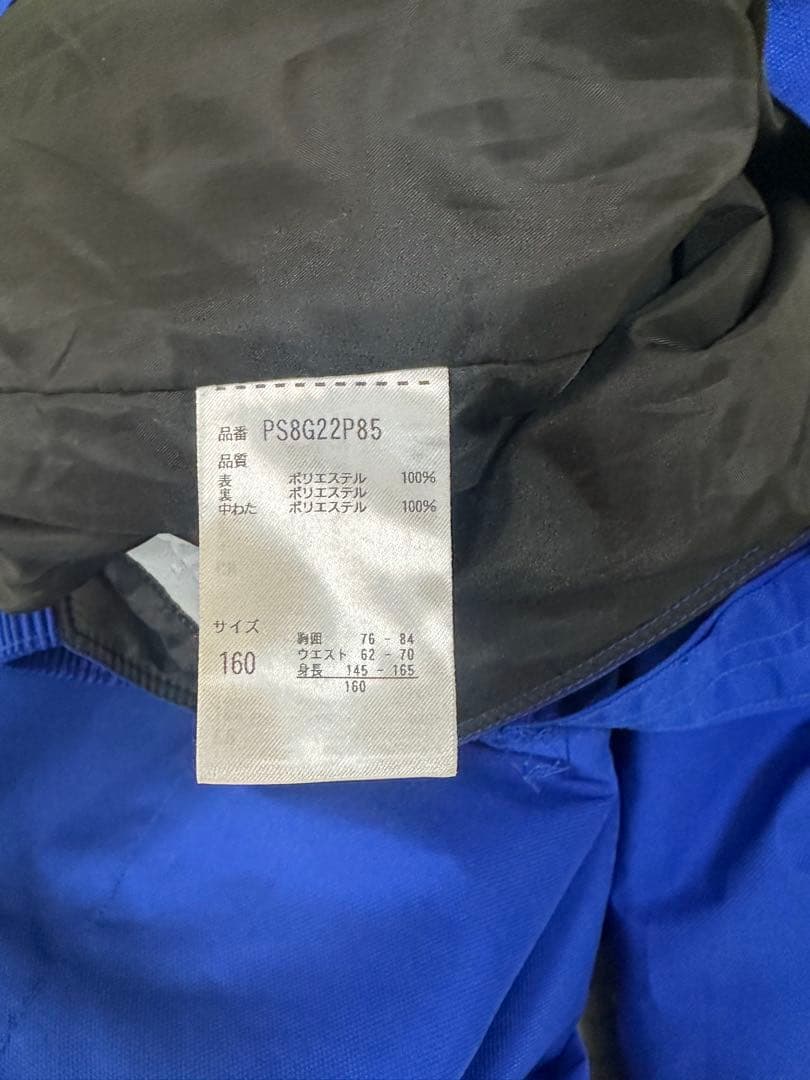 品番 PS8G22P85
品質
表 ポリエステル 100%
裏 ポリエステル
中わた ポリエステル 100%
サイズ
160
胸囲 76 - 84
ウエスト 62 - 70
身長 145 - 165
160